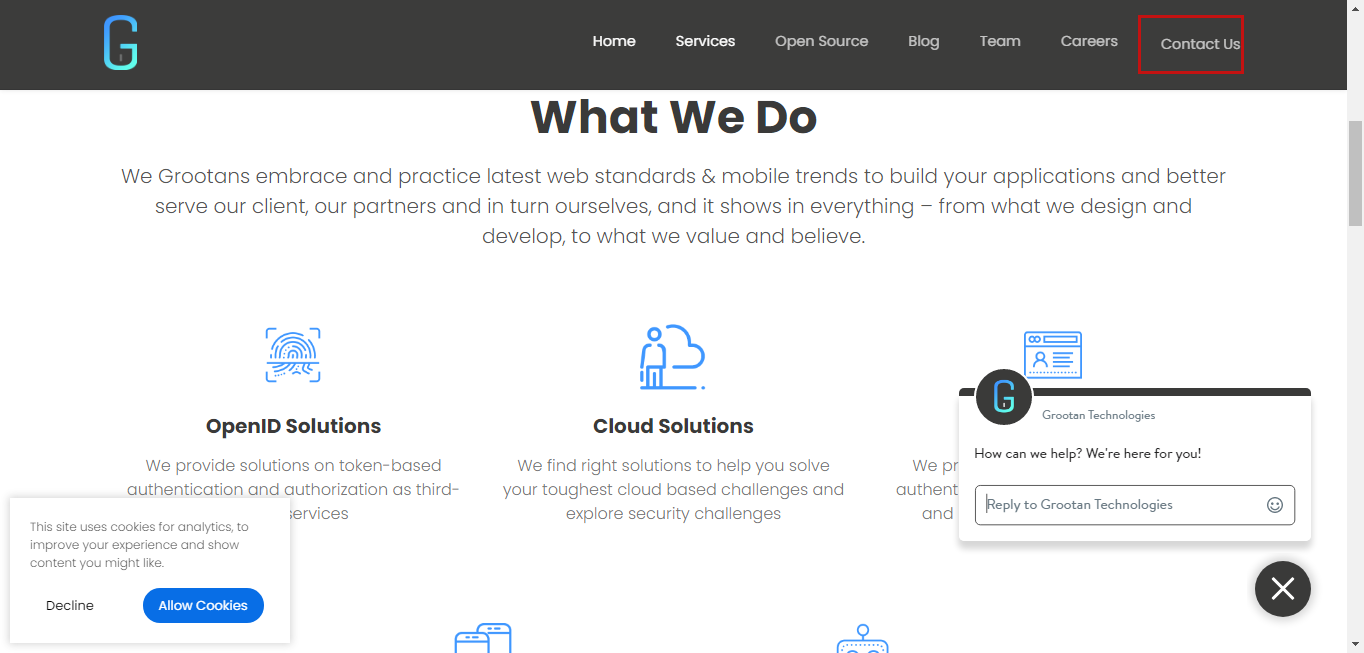 Home Services Open Source Blog Team Careers Contact Us
What We Do
We Grootans embrace and practice latest web standards & mobile trends to build your applications and better
serve our client, our partners and in turn ourselves, and it shows in everything – from what we design and
develop, to what we value and believe.
OpenID Solutions
We provide solutions on token-based
authentication and authorization as third-
services
Cloud Solutions
We find right solutions to help you solve
your toughest cloud based challenges and
explore security challenges
We pr
authent
and
Grootan Technologies
How can we help? We're here for you!
Reply to Grootan Technologies
This site uses cookies for analytics, to
improve your experience and show
content you might like.
Decline Allow Cookies